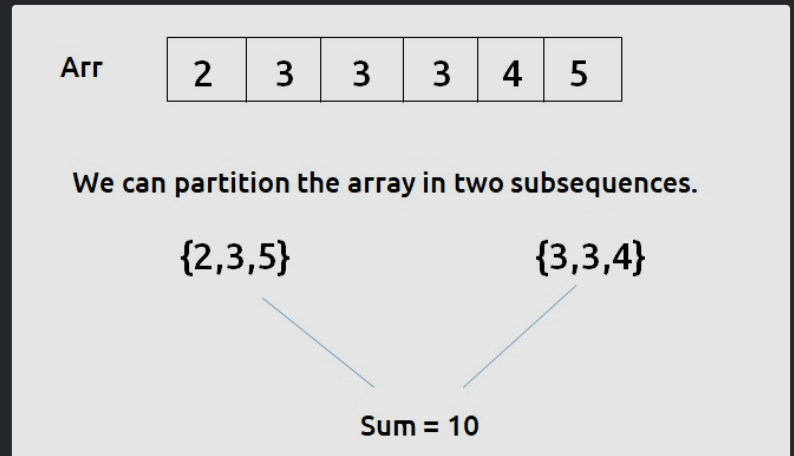 Arr 2 3 3 3 4 5
We can partition the array in two subsequences.
{2,3,5} {3,3,4}
Sum = 10